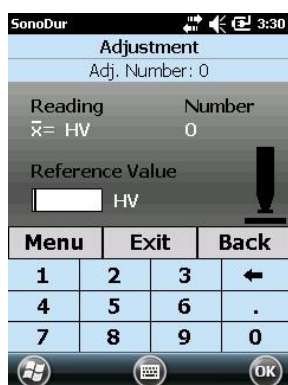 SonoDur 3:30
Adjustment
Adj. Number: 0
Reading Number
x̅= HV 0
Reference Value
HV
Menu Exit Back
1 2 3 ←
4 5 6 .
7 8 9 0
OK